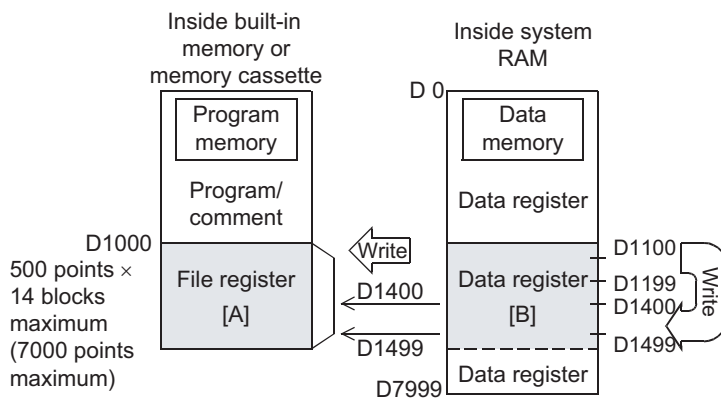 Inside built-in
memory or
memory cassette
Program
memory
Program/
comment
D1000
500 points ×
14 blocks
maximum
(7000 points
maximum)
File register
[A]
Write
D1400
D1499
Inside system
RAM
D 0
Data
memory
Data register
Data register
[B]
D1100
D1199
D1400
D1499
Write
Data register
D7999